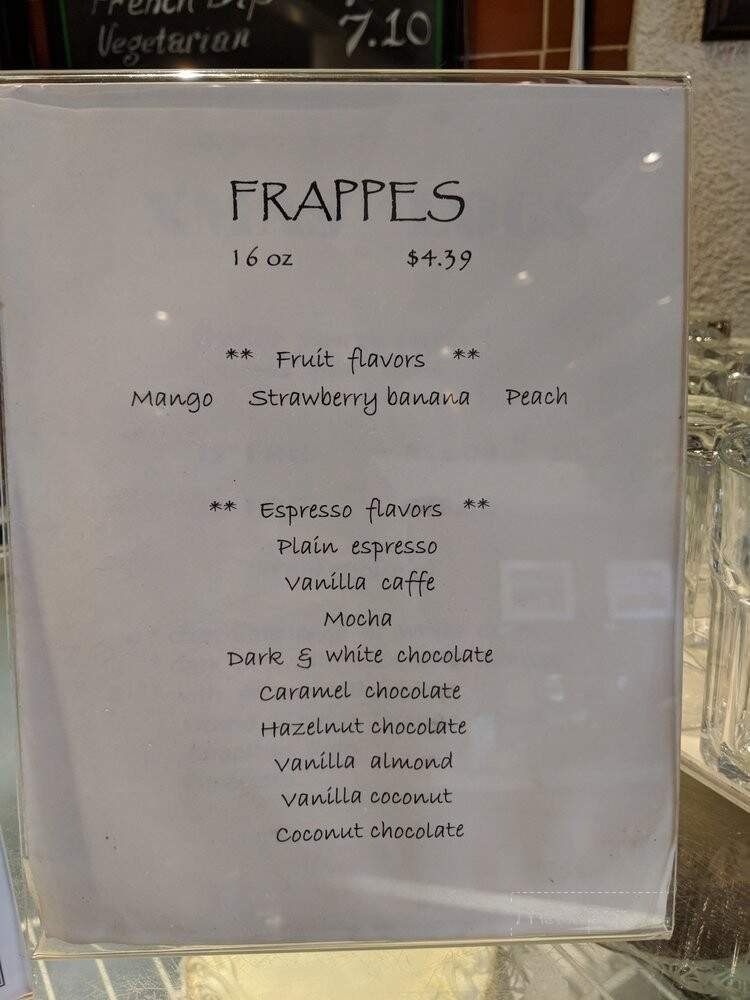 French Dip
Vegetarian 7.10
FRAPPES
16 oz $4.39
** Fruit flavors **
Mango Strawberry banana Peach
** Espresso flavors **
Plain espresso
Vanilla caffe
Mocha
Dark & white chocolate
Caramel chocolate
Hazelnut chocolate
Vanilla almond
Vanilla coconut
Coconut chocolate